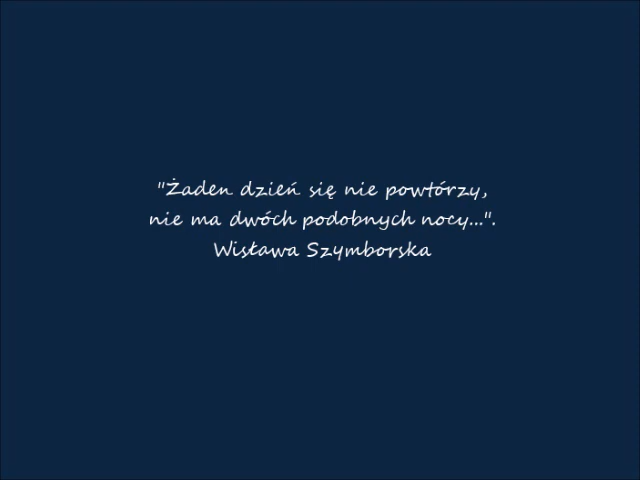 "Żaden dzień się nie powtórzy,
nie ma dwóch podobnych nocy...".
Wisława Szymborska